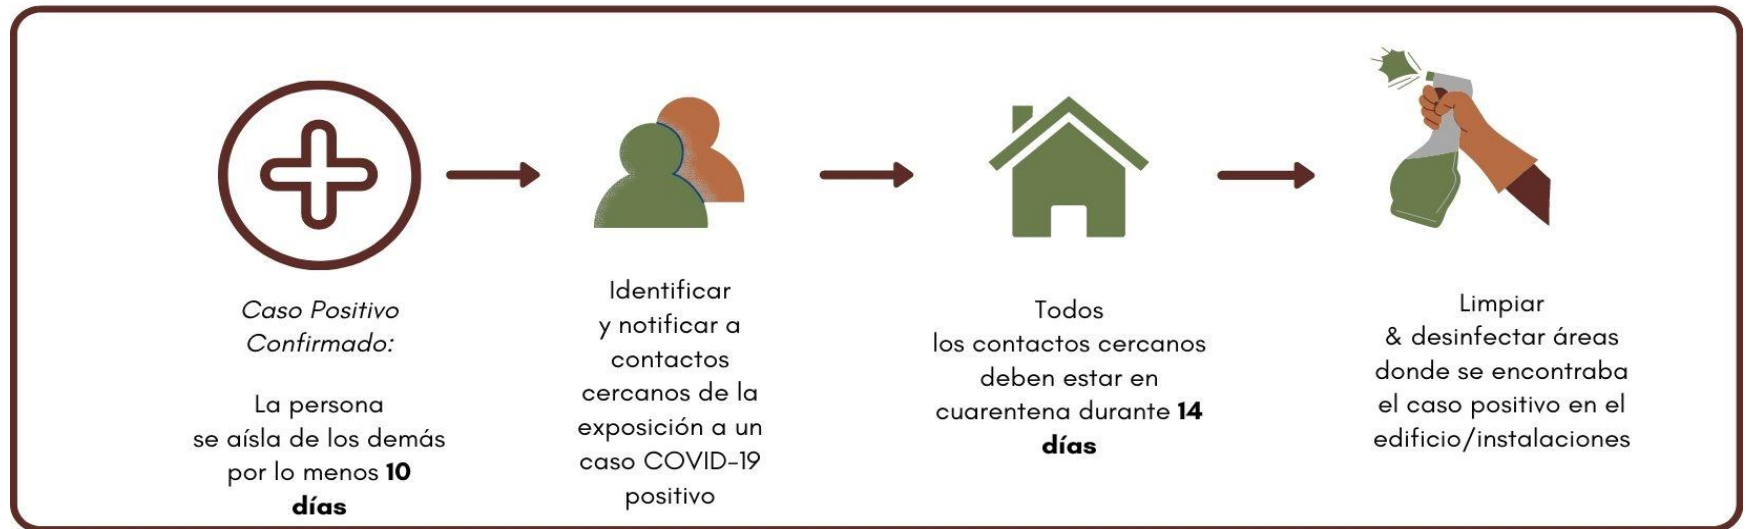 Caso Positivo
Confirmado:
La persona
se aísla de los demás
por lo menos 10
días
Identificar
y notificar a
contactos
cercanos de la
exposición a un
caso COVID-19
positivo
Todos
los contactos cercanos
deben estar en
cuarentena durante 14
días
Limpiar
& desinfectar áreas
donde se encontraba
el caso positivo en el
edificio/instalaciones